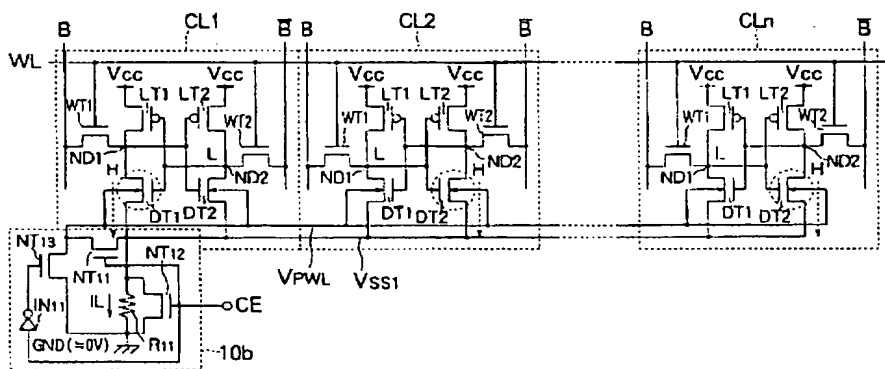 CL1 CL2 CLn
B B̅ B B̅ B B̅
WL
VCC VCC VCC VCC VCC VCC
LT1 LT2 LT1 LT2 LT1 LT2
WT1 WT2 WT1 WT2 WT1 WT2
ND1 L ND2 ND1 L ND2 ND1 L ND2
H H H
DT1 DT2 DT1 DT2 DT1 DT2
NT13 NT12
NT11
VPWL VSS1
IL CE
IN11
GND(=0V) R11
10b